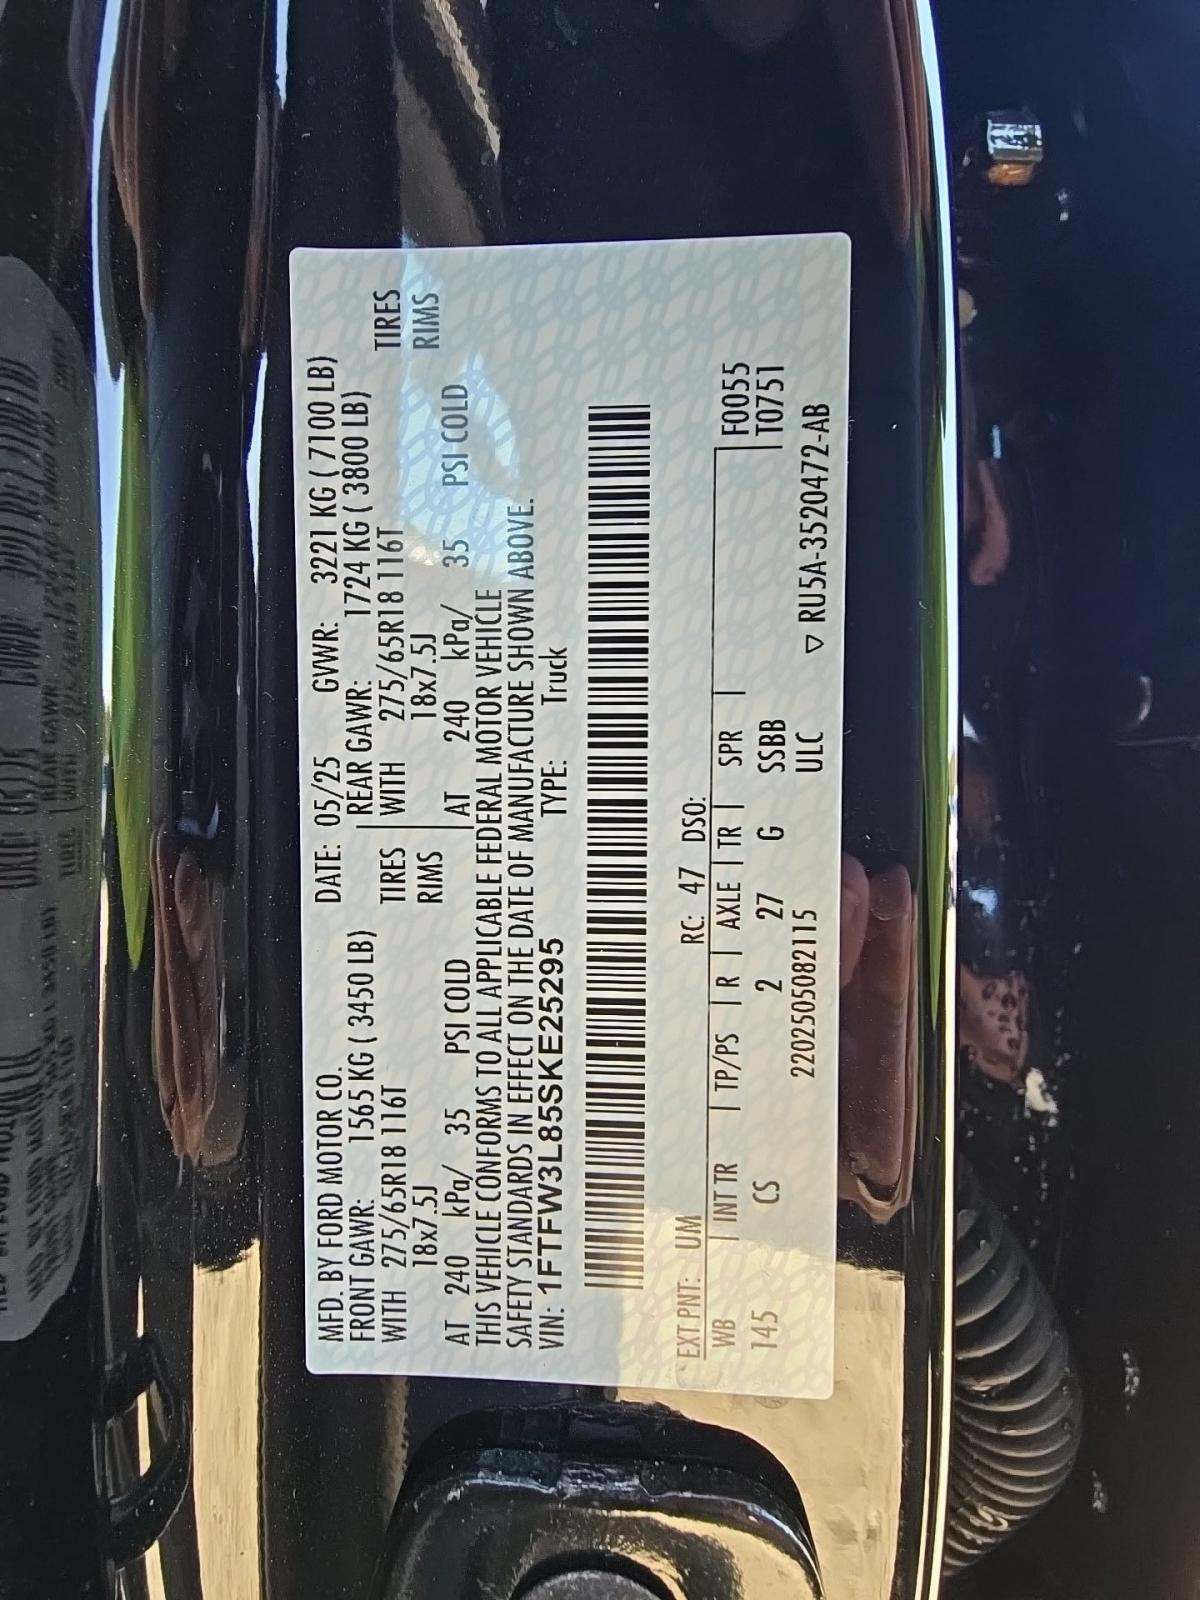 MFD. BY FORD MOTOR CO. DATE: 05/25 GVWR: 3221 KG ( 7100 LB)
FRONT GAWR: 1565 KG ( 3450 LB) REAR GAWR: 1724 KG ( 3800 LB)
WITH 275/65R18 116T TIRES WITH 275/65R18 116T TIRES
18x7.5J RIMS 18x7.5J RIMS
AT 240 kPa/ 35 PSI COLD AT 240 kPa/ 35 PSI COLD
THIS VEHICLE CONFORMS TO ALL APPLICABLE FEDERAL MOTOR VEHICLE
SAFETY STANDARDS IN EFFECT ON THE DATE OF MANUFACTURE SHOWN ABOVE.
VIN: 1FTFW3L85SKE25295 TYPE: Truck
EXT PNT: UM RC: 47 DSO:
WB INT TR TP/PS R AXLE TR SPR F0055
145 CS 2 27 G SSBB T0751
2202505082115 ULC ▽ RU5A-3520472-AB